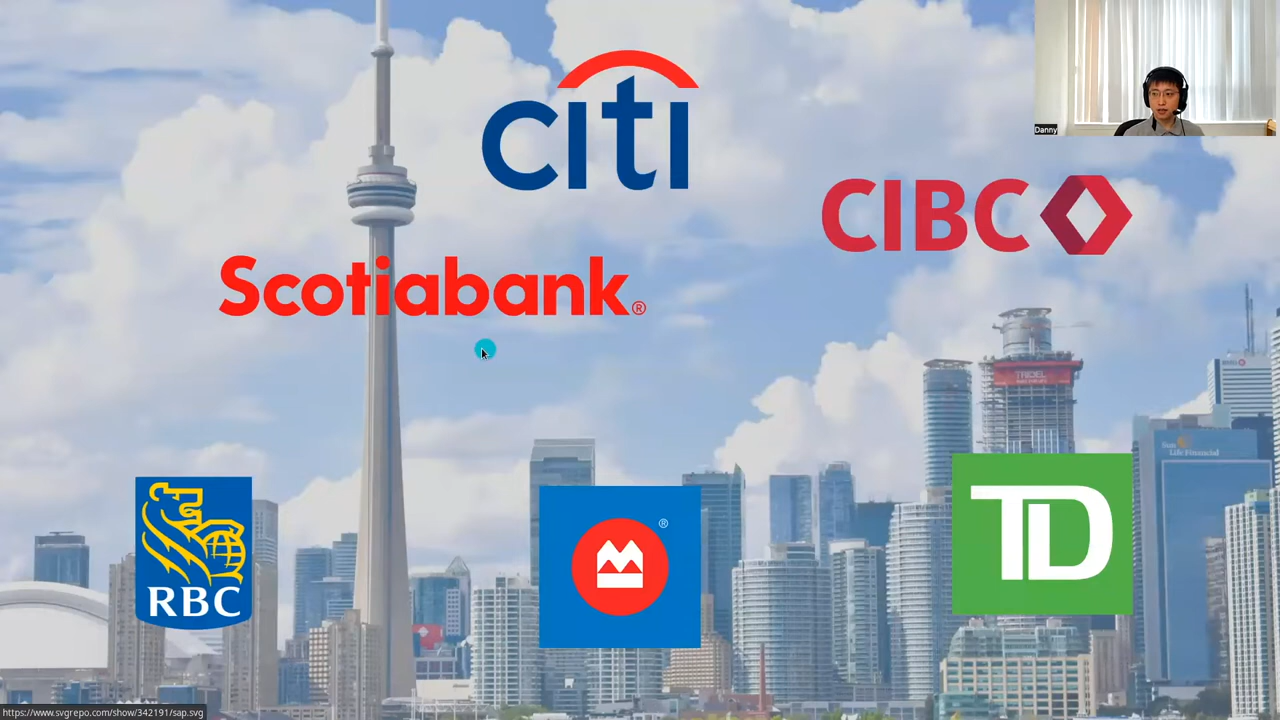 citi
Danny
CIBC
Scotiabank®
TRIDEL
Sun
Life Financial
RBC
®
TD
https://www.svgrepo.com/show/342191/sap.svg